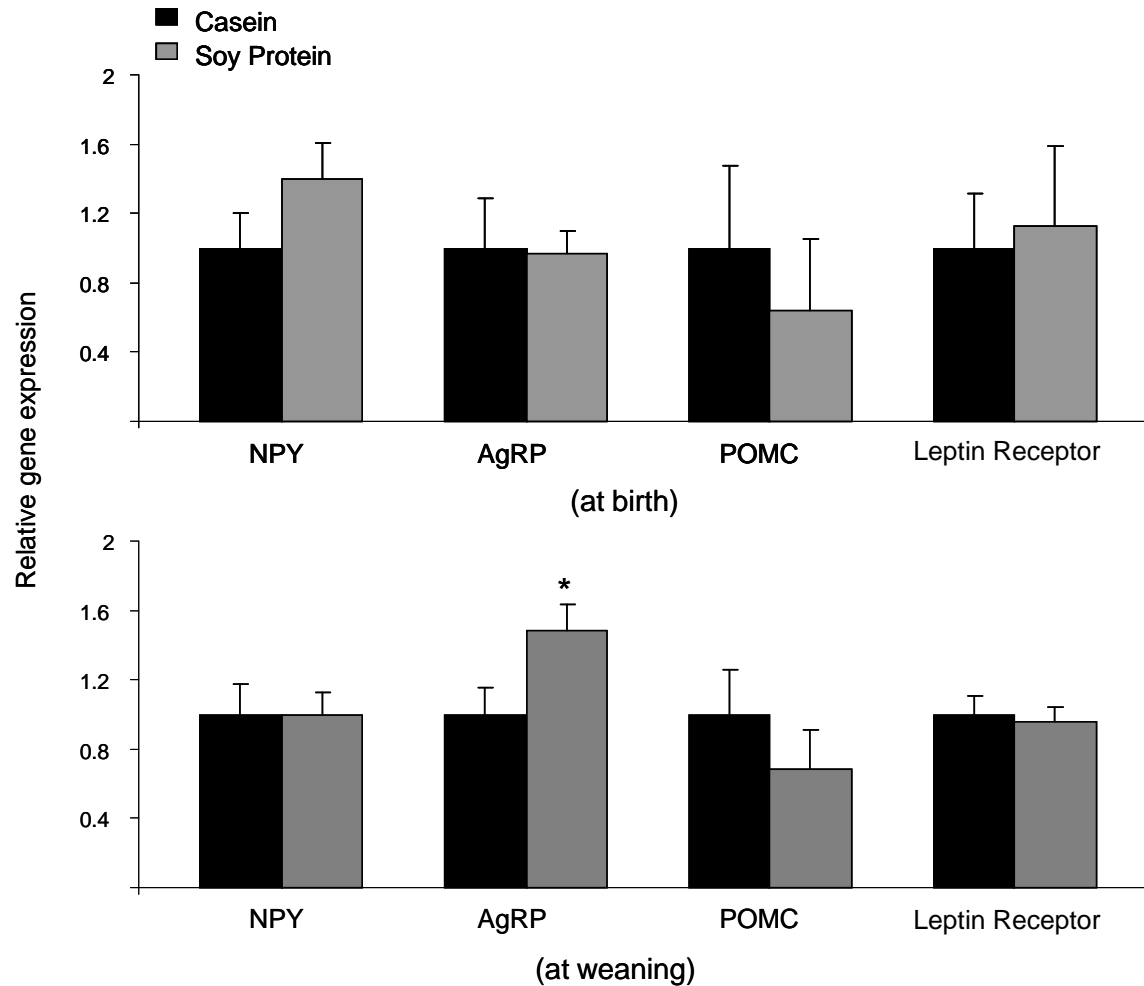 Casein
Soy Protein
2
1.6
1.2
0.8
0.4
NPY AgRP POMC Leptin Receptor
(at birth)
Relative gene expression
2
*
1.6
1.2
0.8
0.4
NPY AgRP POMC Leptin Receptor
(at weaning)